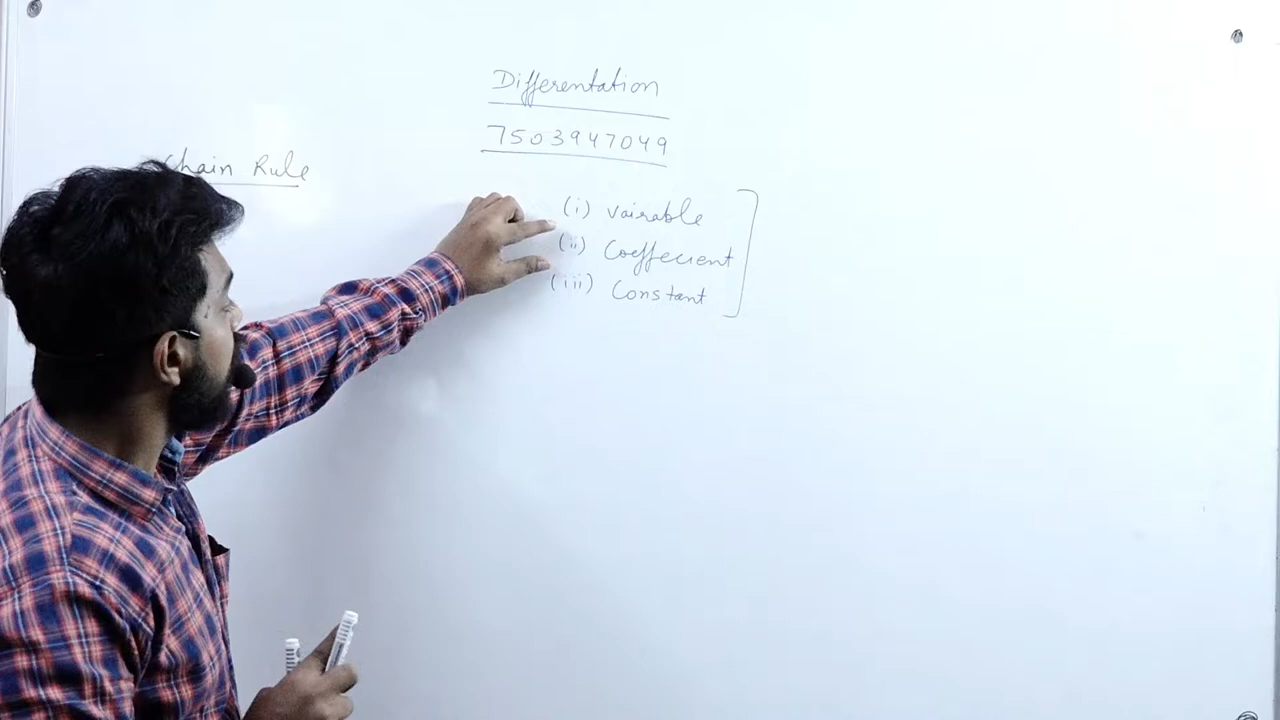 Differentation
7503947049
Chain Rule
(i) vairable
(ii) Coeffecient
(iii) Constant